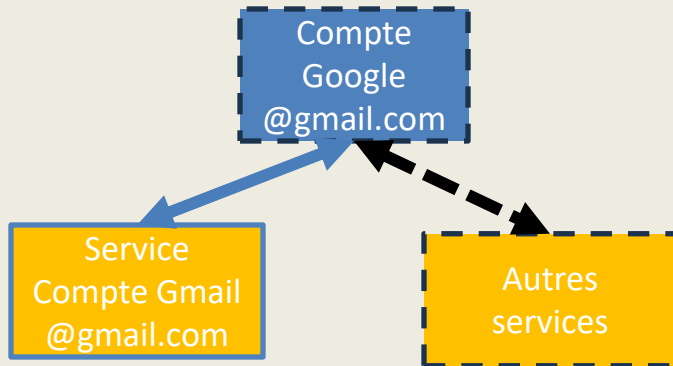 Compte
Google
@gmail.com
Service
Compte Gmail
@gmail.com
Autres
services